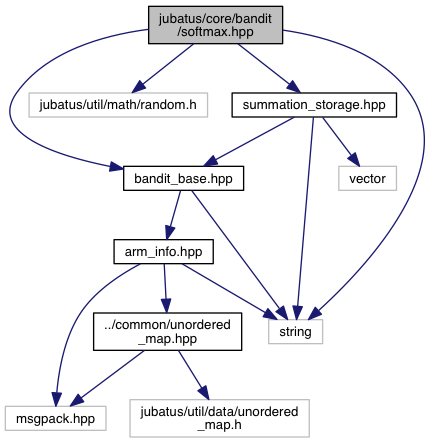 jubatus/core/bandit
/softmax.hpp
jubatus/util/math/random.h
summation_storage.hpp
bandit_base.hpp
vector
arm_info.hpp
../common/unordered
_map.hpp
string
msgpack.hpp
jubatus/util/data/unordered
_map.h